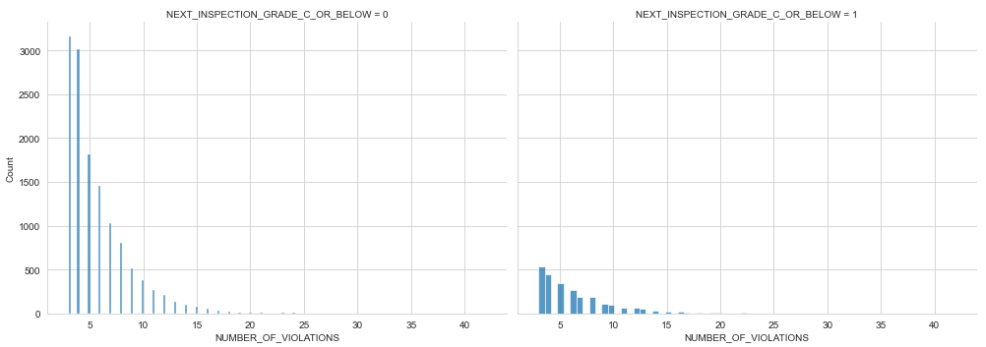 NEXT_INSPECTION_GRADE_C_OR_BELOW = 0
NEXT_INSPECTION_GRADE_C_OR_BELOW = 1
3000
2500
2000
1500
1000
500
0
Count
5 10 15 20 25 30 35 40
5 10 15 20 25 30 35 40
NUMBER_OF_VIOLATIONS
NUMBER_OF_VIOLATIONS